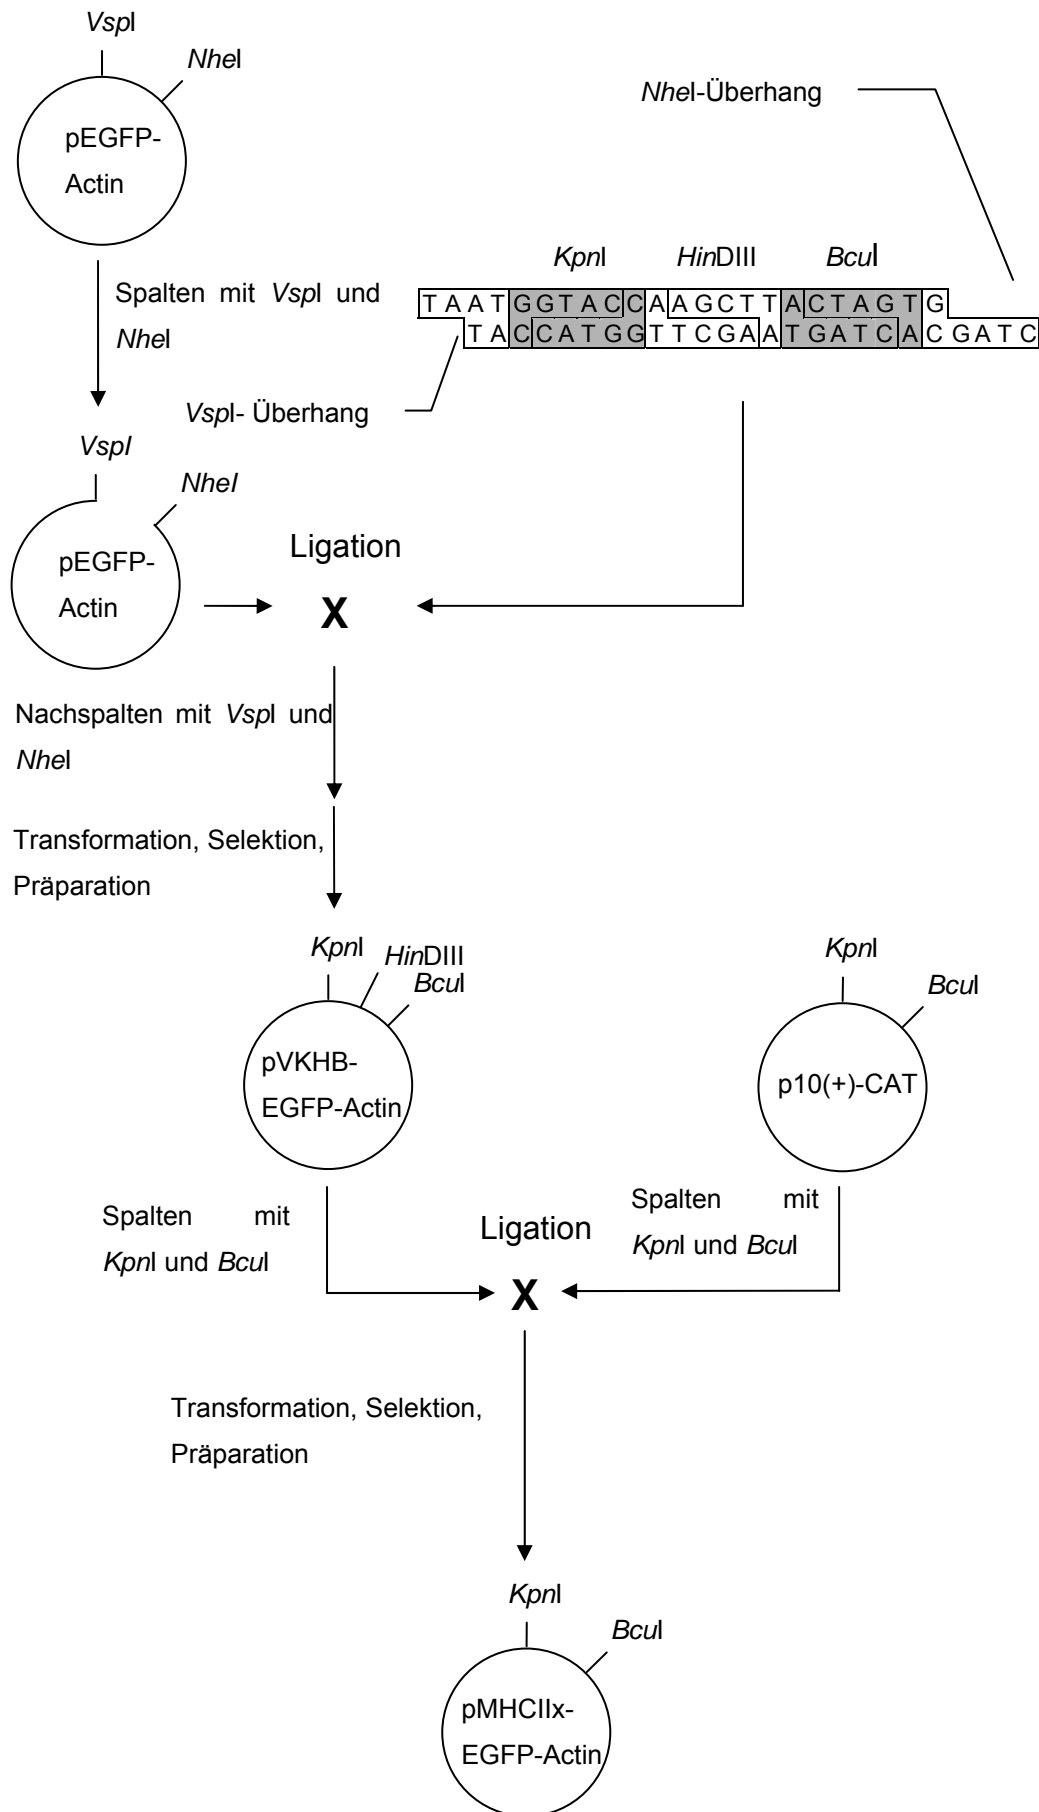 VspI
NheI
pEGFP-
Actin
NheI-Überhang
KpnI HinDIII BcuI
Spalten mit VspI und
NheI
T A A T G G T A C C A A G C T T A C T A G T G
T A C C A T G G T T C G A A T G A T C A C G A T C
VspI- Überhang
VspI
NheI
pEGFP-
Actin
Ligation
X
Nachspalten mit VspI und
NheI
Transformation, Selektion,
Präparation
KpnI
HinDIII
BcuI
pVKHB-
EGFP-Actin
KpnI
BcuI
p10(+)-CAT
Spalten mit
KpnI und BcuI
Ligation
X
Spalten mit
KpnI und BcuI
Transformation, Selektion,
Präparation
KpnI
BcuI
pMHCIIx-
EGFP-Actin